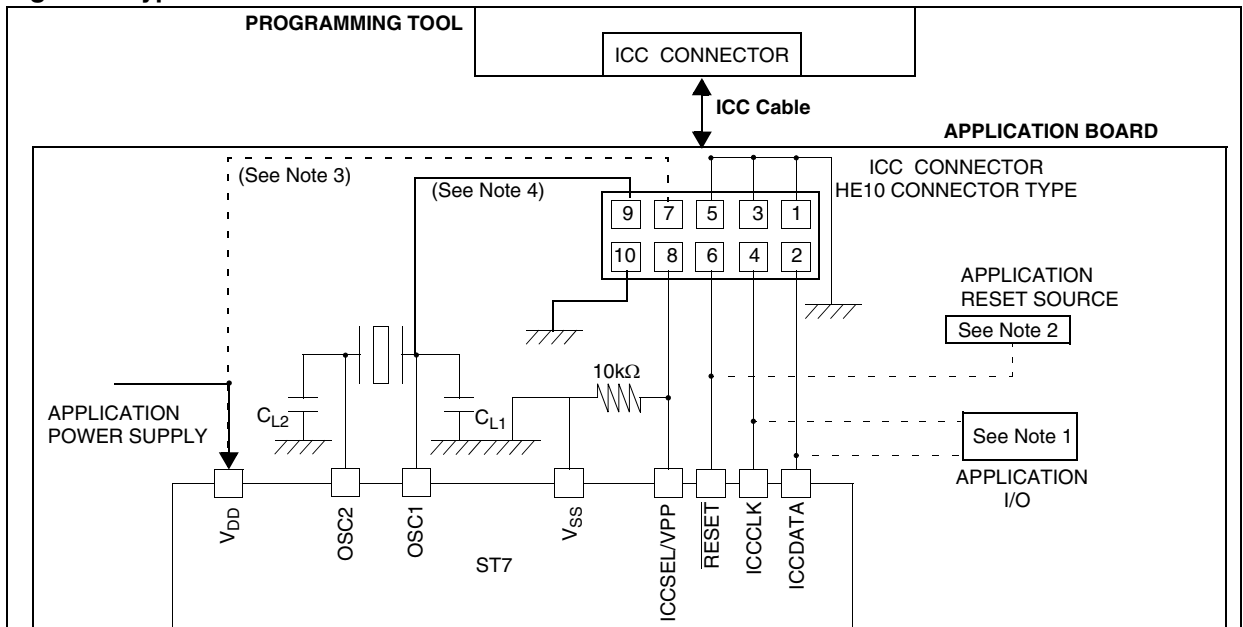 PROGRAMMING TOOL
ICC CONNECTOR
ICC Cable
APPLICATION BOARD
(See Note 3)
(See Note 4)
ICC CONNECTOR
HE10 CONNECTOR TYPE
9 7 5 3 1
10 8 6 4 2
APPLICATION
RESET SOURCE
See Note 2
10kΩ
APPLICATION
POWER SUPPLY
CL2
CL1
See Note 1
APPLICATION
I/O
VDD
OSC2
OSC1
VSS
ICCSEL/VPP
RESET
ICCCLK
ICCDATA
ST7